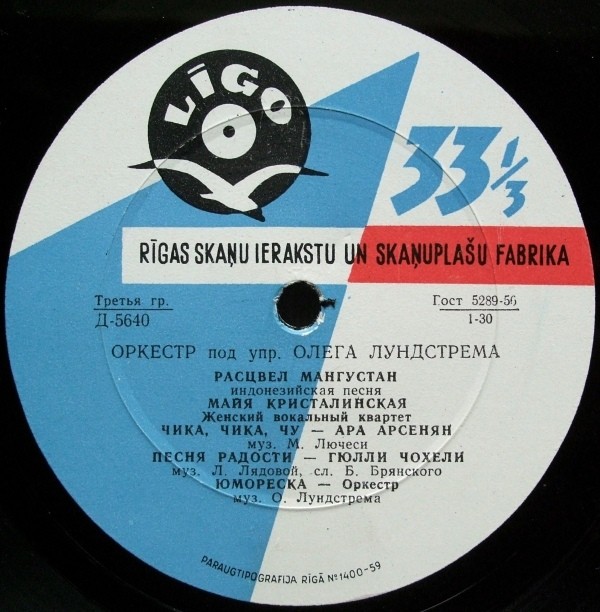 LĪGO
33 1/3
RĪGAS SKAŅU IERAKSTU UN SKAŅUPLAŠU FABRIKA
Третья гр.
Д-5640
Гост 5289-56
1-30
ОРКЕСТР под упр. ОЛЕГА ЛУНДСТРЕМА
РАСЦВЕЛ МАНГУСТАН
индонезийская песня
МАЙЯ КРИСТАЛИНСКАЯ
Женский вокальный квартет
ЧИКА, ЧИКА, ЧУ — АРА АРСЕНЯН
муз. М. Лючеси
ПЕСНЯ РАДОСТИ — ГЮЛЛИ ЧОХЕЛИ
муз. Л. Лядовой, сл. Б. Брянского
ЮМОРЕСКА — Оркестр
муз. О. Лундстрема
PARAUGTIPOGRAFIJA RĪGĀ № 1400-59